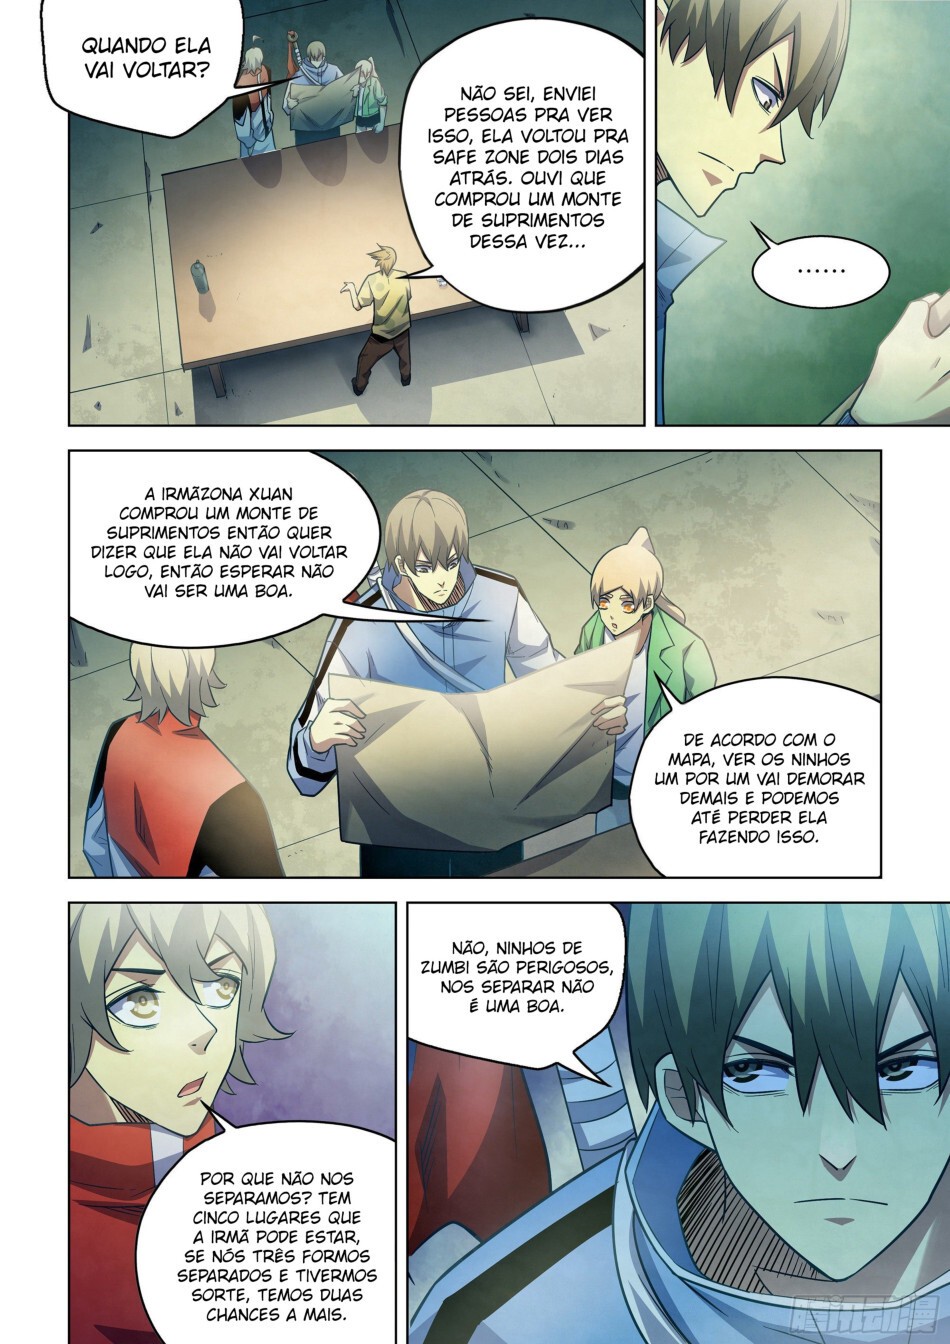 QUANDO ELA
VAI VOLTAR?
NÃO SEI, ENVIEI
PESSOAS PRA VER
ISSO, ELA VOLTOU PRA
SAFE ZONE DOIS DIAS
ATRÁS. OUVI QUE
COMPROU UM MONTE
DE SUPRIMENTOS
DESSA VEZ...
......
A IRMÃZONA XUAN
COMPROU UM MONTE DE
SUPRIMENTOS ENTÃO QUER
DIZER QUE ELA NÃO VAI VOLTAR
LOGO, ENTÃO ESPERAR NÃO
VAI SER UMA BOA.
DE ACORDO COM O
MAPA, VER OS NINHOS
UM POR UM VAI DEMORAR
DEMAIS E PODEMOS
ATÉ PERDER ELA
FAZENDO ISSO.
POR QUE NÃO NOS
SEPARAMOS? TEM
CINCO LUGARES QUE
A IRMÃ PODE ESTAR,
SE NÓS TRÊS FORMOS
SEPARADOS E TIVERMOS
SORTE, TEMOS DUAS
CHANCES A MAIS.
NÃO, NINHOS DE
ZUMBI SÃO PERIGOSOS,
NOS SEPARAR NÃO
É UMA BOA.
腾讯动漫